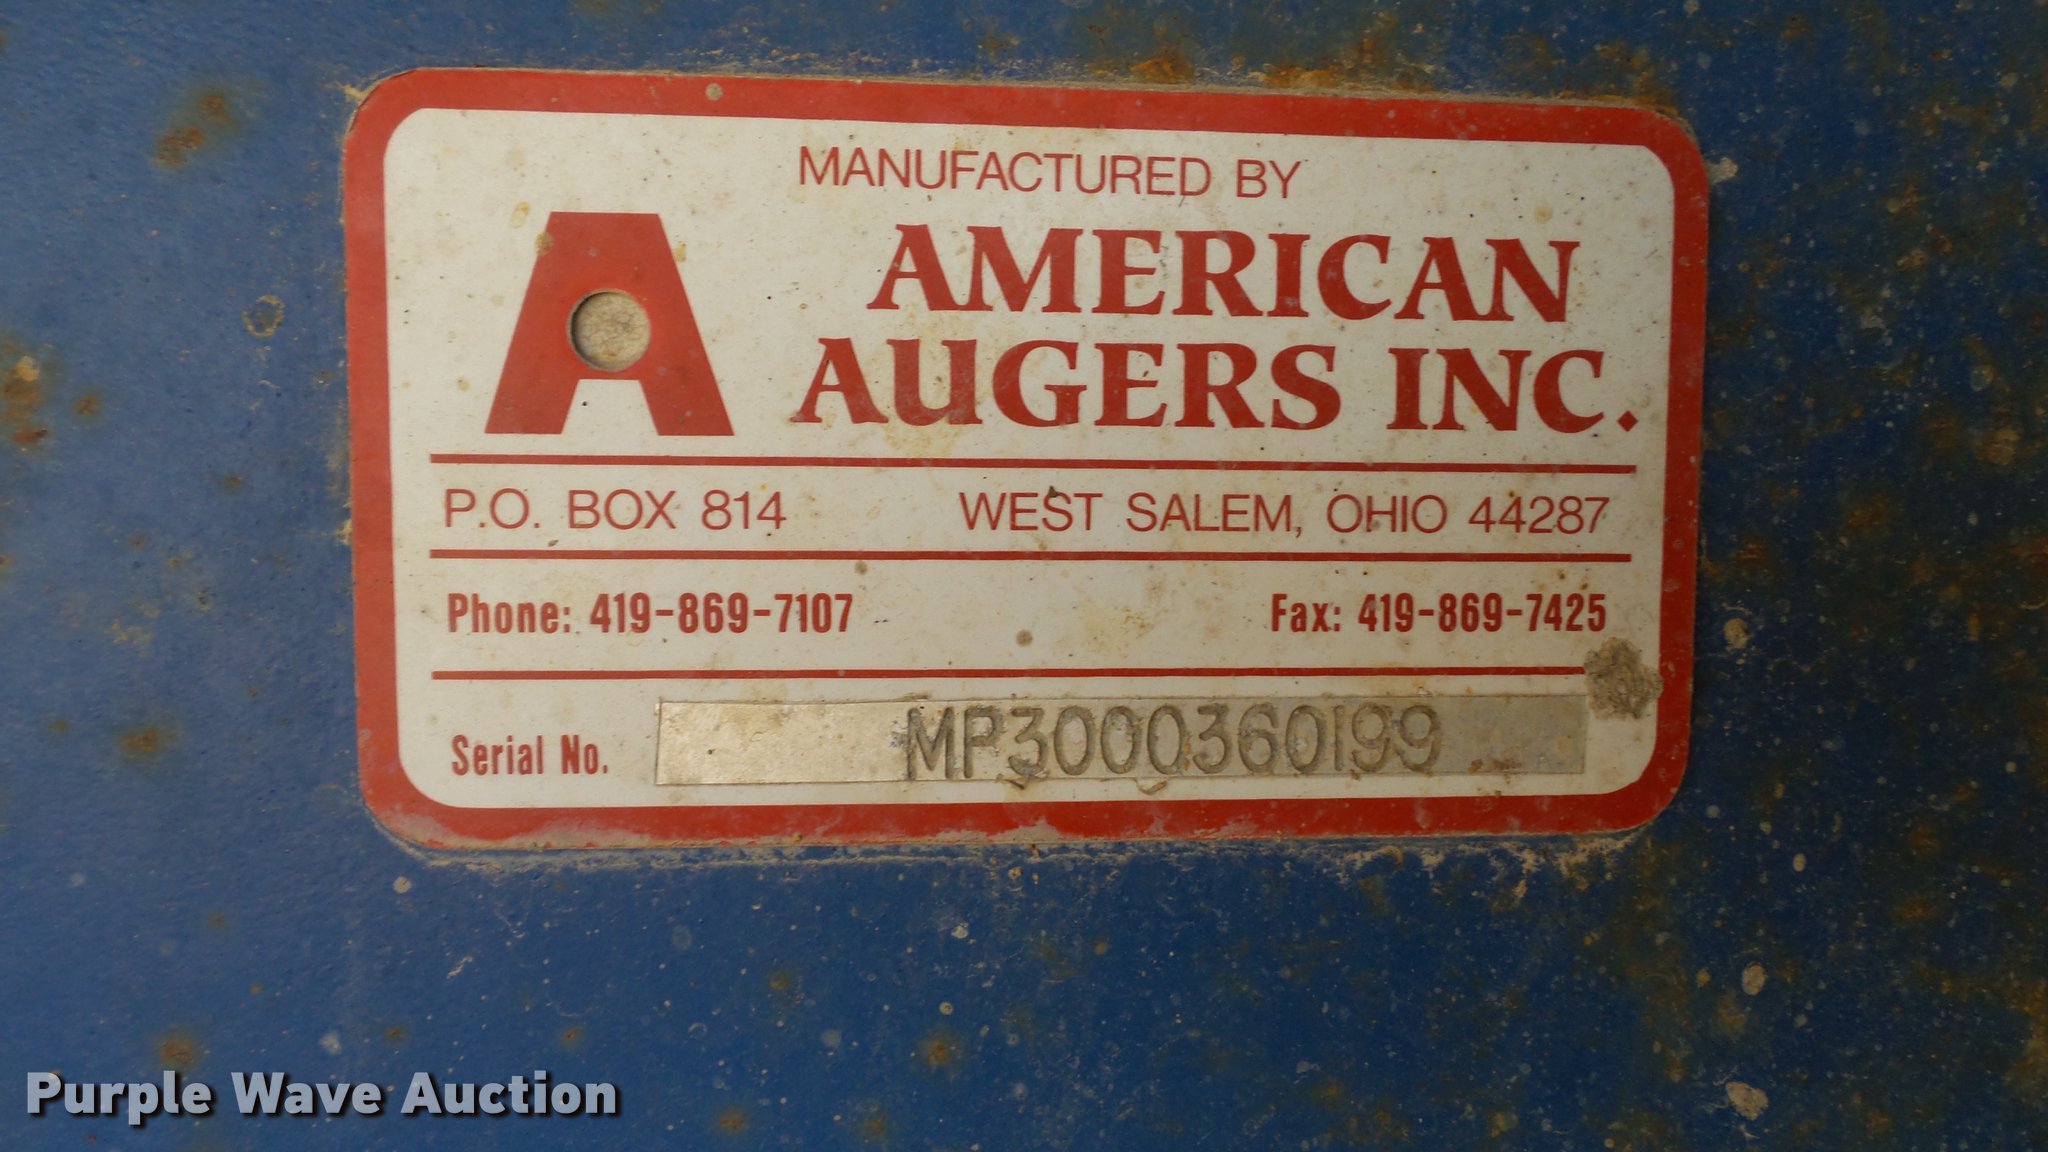 MANUFACTURED BY
A
AMERICAN
AUGERS INC.
P.O. BOX 814 WEST SALEM, OHIO 44287
Phone: 419-869-7107 Fax: 419-869-7425
Serial No. MP3000360199
Purple Wave Auction